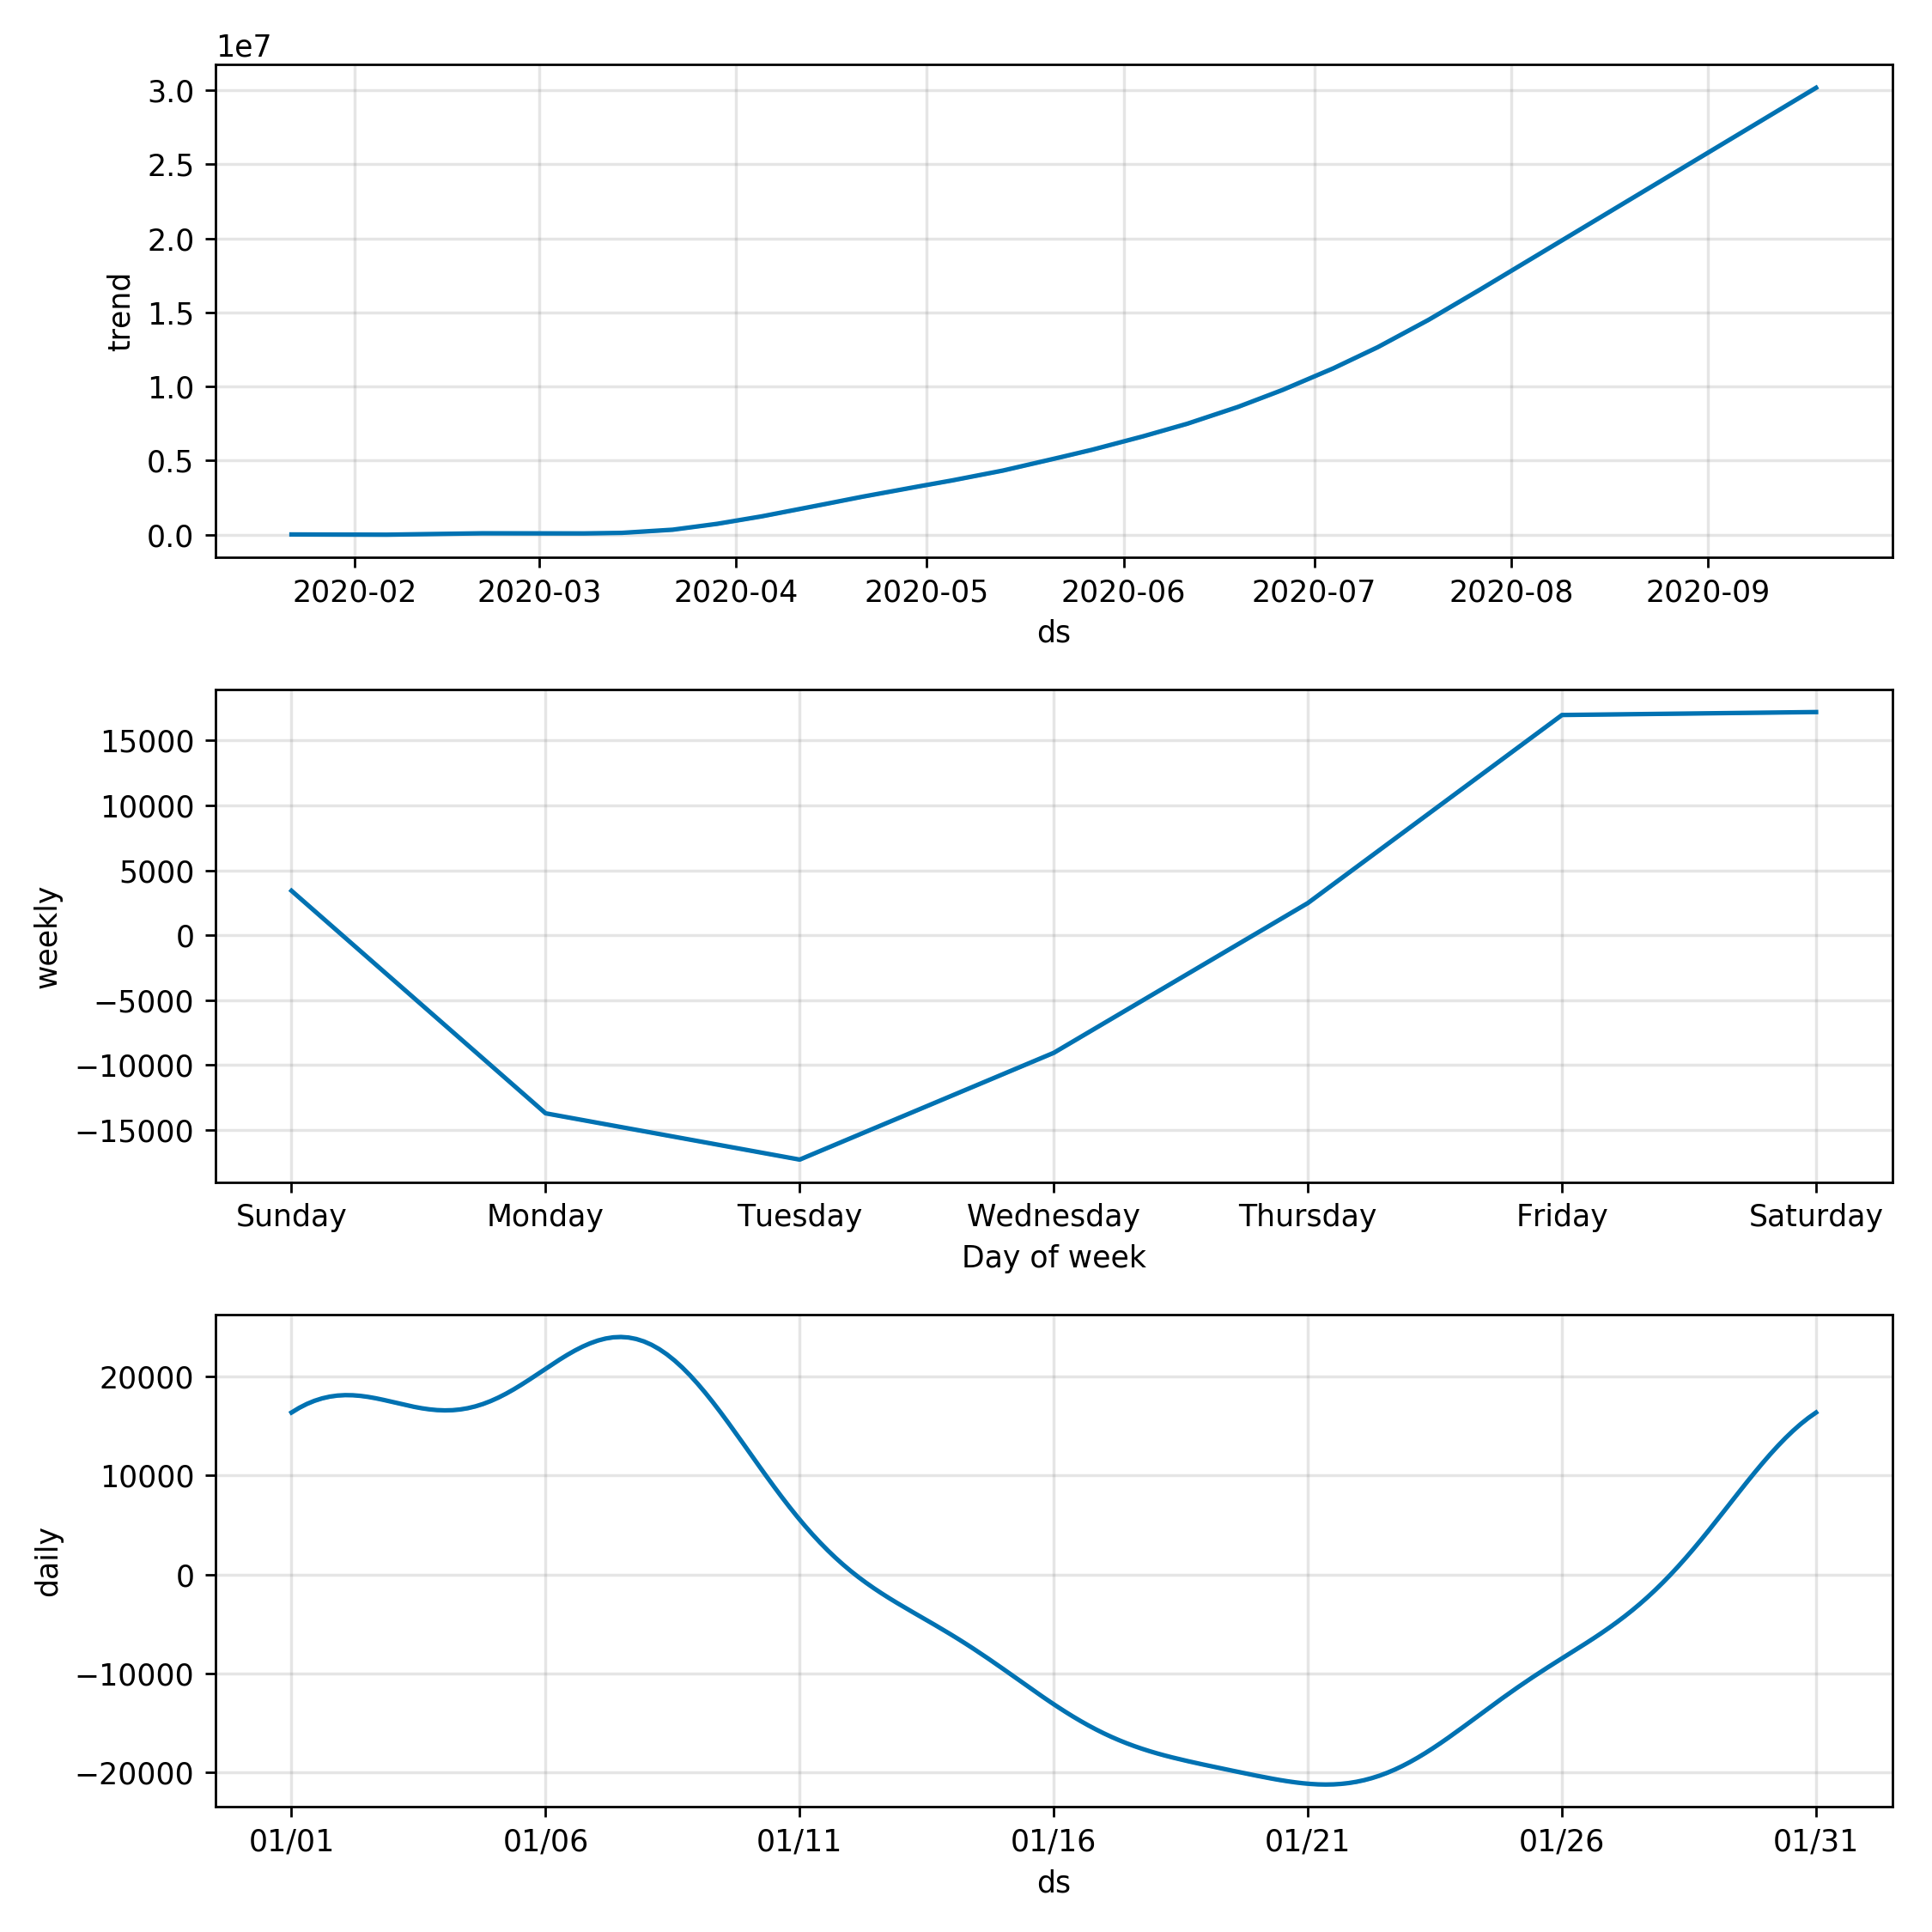 1e7
3.0
2.5
2.0
1.5
1.0
0.5
0.0
trend
2020-02 2020-03 2020-04 2020-05 2020-06 2020-07 2020-08 2020-09
ds
15000
10000
5000
0
−5000
−10000
−15000
weekly
Sunday Monday Tuesday Wednesday Thursday Friday Saturday
Day of week
20000
10000
0
−10000
−20000
daily
01/01 01/06 01/11 01/16 01/21 01/26 01/31
ds